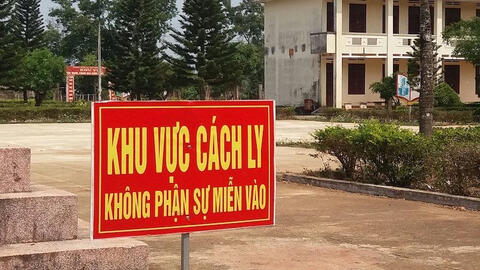 KHU VỰC CÁCH LY
KHÔNG PHẬN SỰ MIỄN VÀO